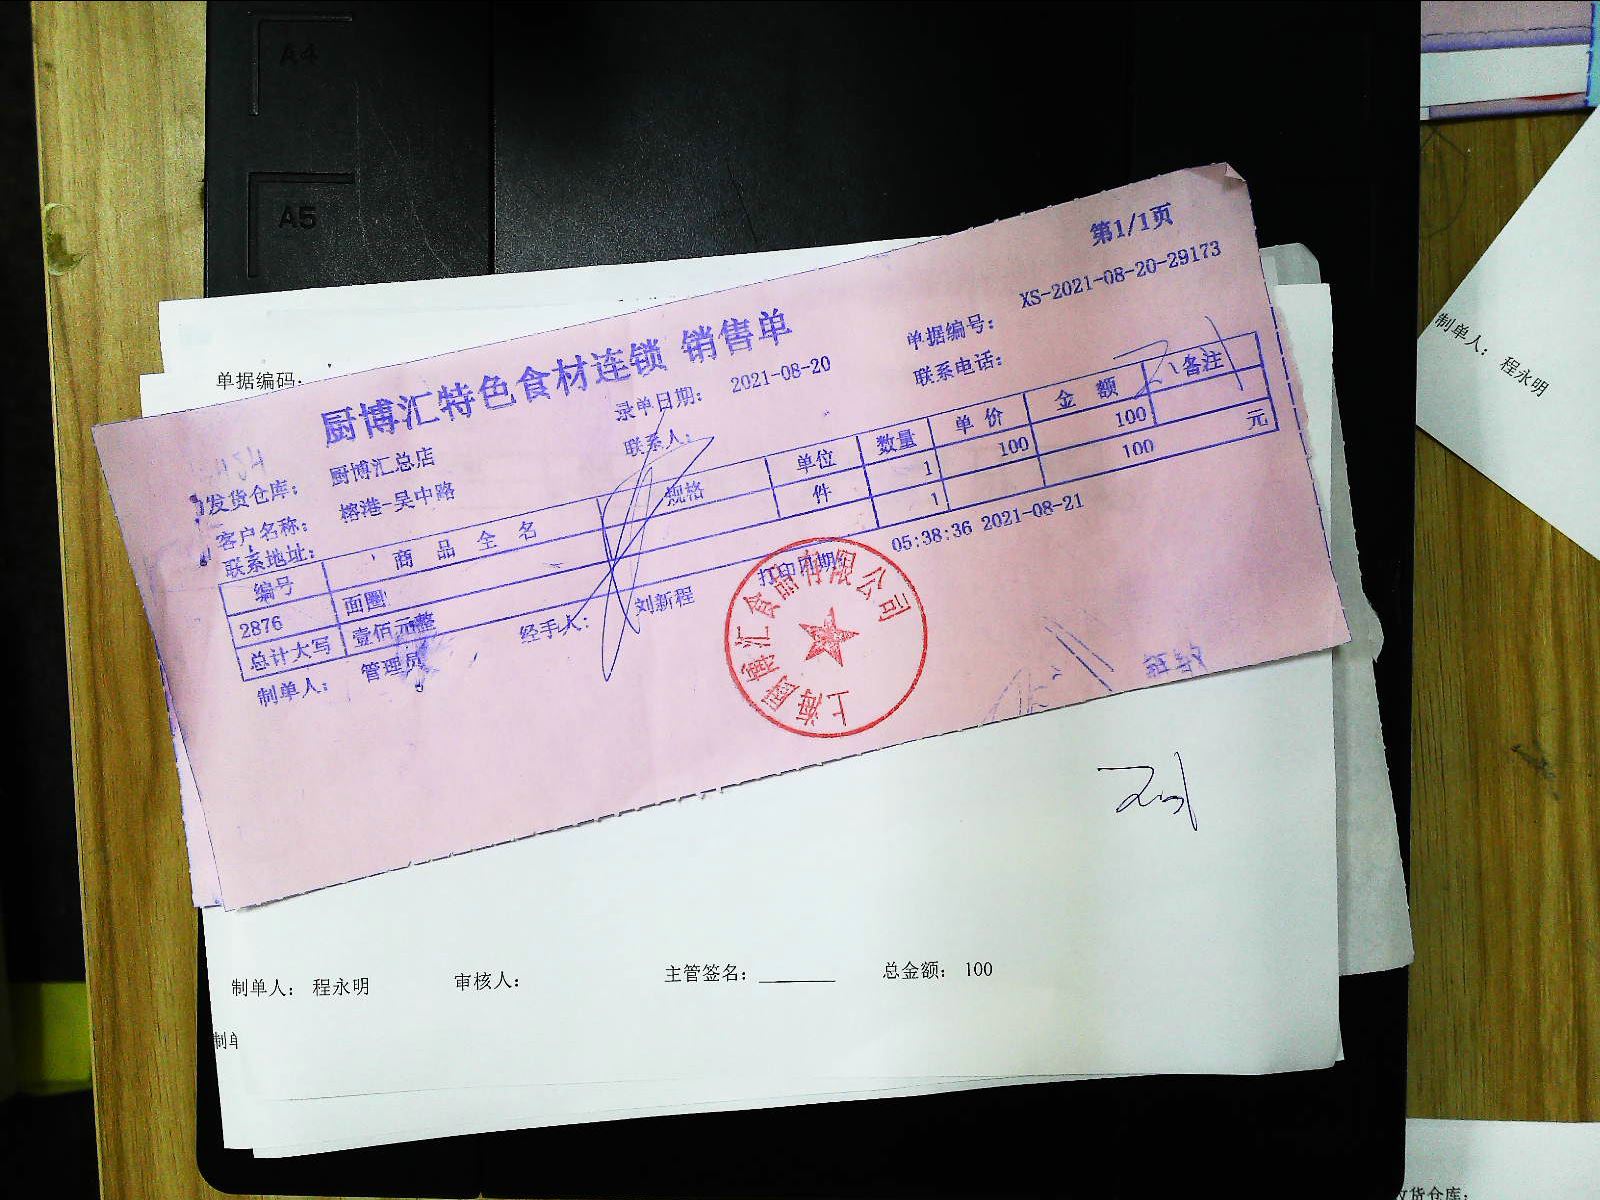 A4
A5
第1/1页
厨博汇特色食材连锁 销售单
单据编号： XS-2021-08-20-29173
录单日期： 2021-08-20
联系电话：
发货仓库： 厨博汇总店
联系人：
客户名称： 榕港-吴中路
联系地址：
编号 商品全名 规格 单位 数量 单价 金额 备注
2876 面圈 件 1 100 100
总计大写 壹佰元整 1 100 元
制单人： 管理员 经手人： 刘新程 打印日期： 05:38:36 2021-08-21
上海厨博汇食品有限公司
单据编码：
制单人： 程永明 审核人： 主管签名： 总金额： 100
制单
制单人： 程永明
货仓库：